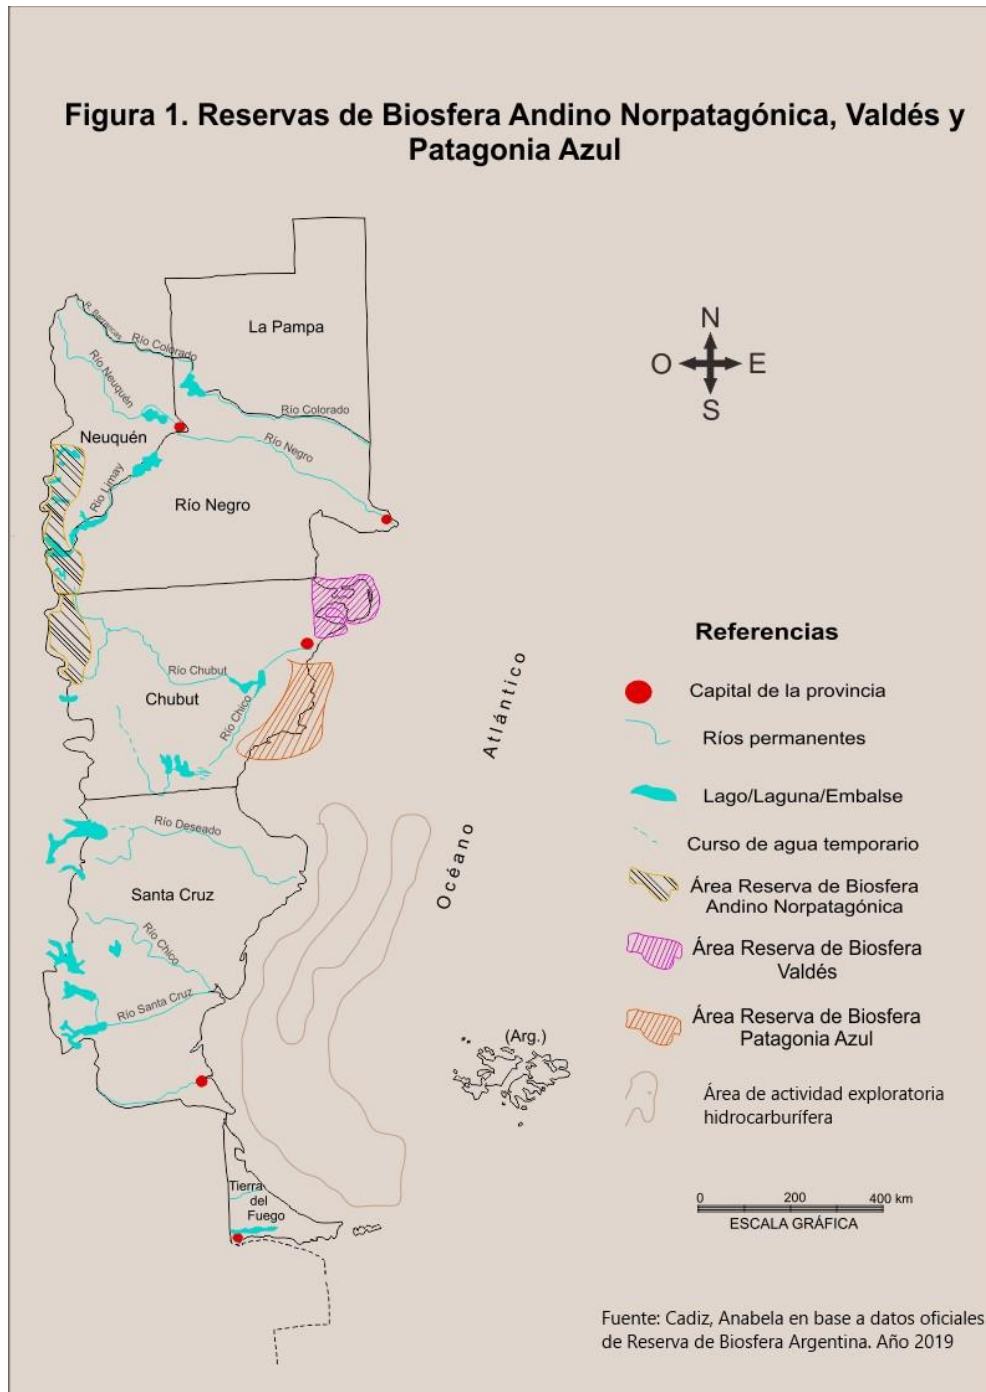 Figura 1. Reservas de Biosfera Andino Norpatagónica, Valdés y
Patagonia Azul
La Pampa
R. Barrancas
Río Colorado
Río Neuquén
Río Colorado
Río Negro
Neuquén
Río Limay
Río Negro
N
O
E
S
Río Chubut
Chubut
Río Chico
Océano Atlántico
Río Deseado
Santa Cruz
Río Chico
Río Santa Cruz
(Arg.)
Tierra
del
Fuego
Referencias
Capital de la provincia
Ríos permanentes
Lago/Laguna/Embalse
Curso de agua temporario
Área Reserva de Biosfera
Andino Norpatagónica
Área Reserva de Biosfera
Valdés
Área Reserva de Biosfera
Patagonia Azul
Área de actividad exploratoria
hidrocarburífera
0 200 400 km
ESCALA GRÁFICA
Fuente: Cadiz, Anabela en base a datos oficiales
de Reserva de Biosfera Argentina. Año 2019